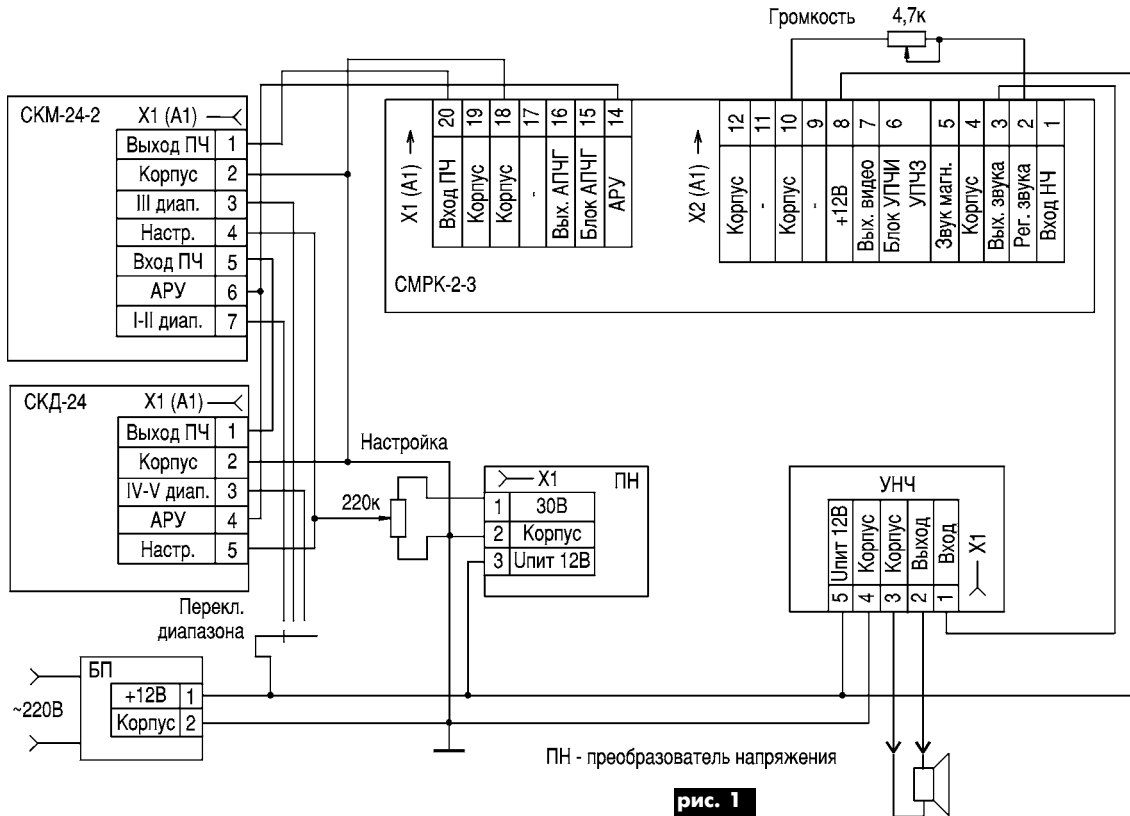 Громкость 4,7к
СКМ-24-2 X1 (A1)
Выход ПЧ 1
Корпус 2
III диап. 3
Настр. 4
Вход ПЧ 5
АРУ 6
I-II диап. 7
X1 (A1)
20 Вход ПЧ
19 Корпус
18 Корпус
17 -
16 Вых. АПЧГ
15 Блок АПЧГ
14 АРУ
СМРК-2-3
X2 (A1)
12 Корпус
11 -
10 Корпус
9 -
8 +12В
7 Вых. видео
6 Блок УПЧИ
УПЧЗ
5 Звук магн.
4 Корпус
3 Вых. звука
2 Рег. звука
1 Вход НЧ
СКД-24 X1 (A1)
Выход ПЧ 1
Корпус 2
IV-V диап. 3
АРУ 4
Настр. 5
Настройка
220к
X1 ПН
1 30В
2 Корпус
3 Uпит 12В
УНЧ
5 Uпит 12В
4 Корпус
3 Корпус
2 Выход
1 Вход
X1
Перекл.
диапазона
БП
+12В 1
Корпус 2
~220В
ПН - преобразователь напряжения
рис. 1